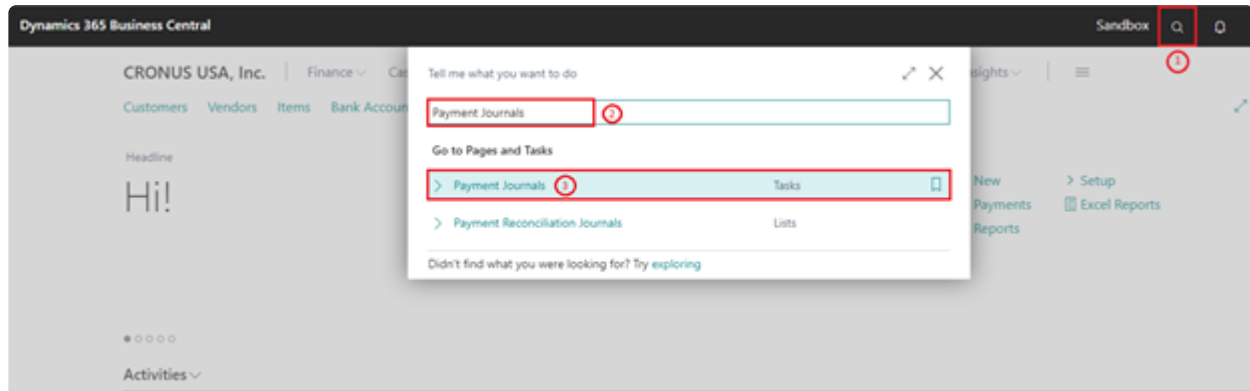 Dynamics 365 Business Central Sandbox
1
CRONUS USA, Inc. Finance
Tell me what you want to do
Customers Vendors Items Bank Accoun
Payment Journals 2
Go to Pages and Tasks
Headline
Hi!
Payment Journals 3 Tasks
Payment Reconciliation Journals Lists
New > Setup
Payments Excel Reports
Reports
Didn't find what you were looking for? Try exploring
Activities